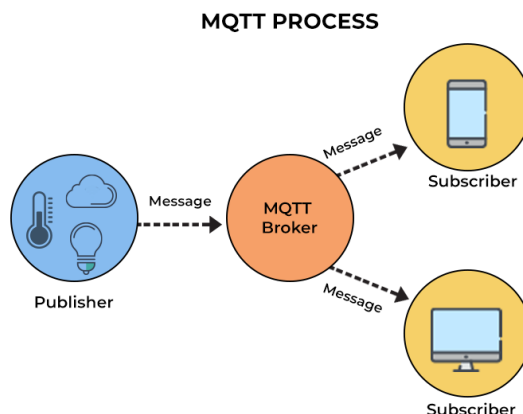 MQTT PROCESS
Message
Subscriber
Message
MQTT
Broker
Publisher
Message
Subscriber